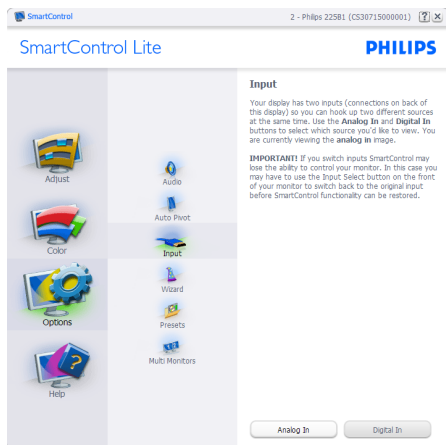 SmartControl
2 - Philips 225B1 (CS30715000001)
SmartControl Lite
PHILIPS
Adjust
Color
Options
Help
Audio
Auto Pivot
Input
Wizard
Presets
Multi Monitors
Input
Your display has two inputs (connections on back of
this display) so you can hook up two different sources
at the same time. Use the Analog In and Digital In
buttons to select which source you'd like to view. You
are currently viewing the analog in image.
IMPORTANT! If you switch inputs SmartControl may
lose the ability to control your monitor. In this case you
may have to use the Input Select button on the front
of your monitor to switch back to the original input
before SmartControl functionality can be restored.
Analog In
Digital In